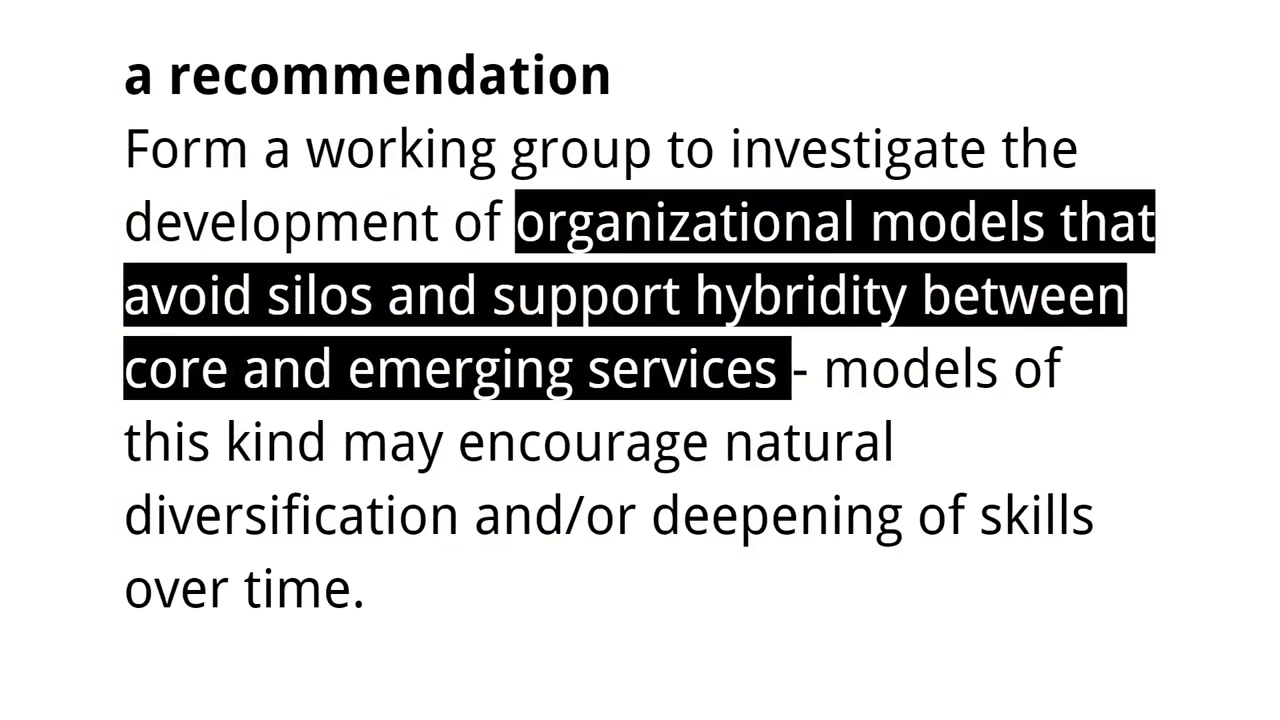 a recommendation
Form a working group to investigate the
development of organizational models that
avoid silos and support hybridity between
core and emerging services - models of
this kind may encourage natural
diversification and/or deepening of skills
over time.